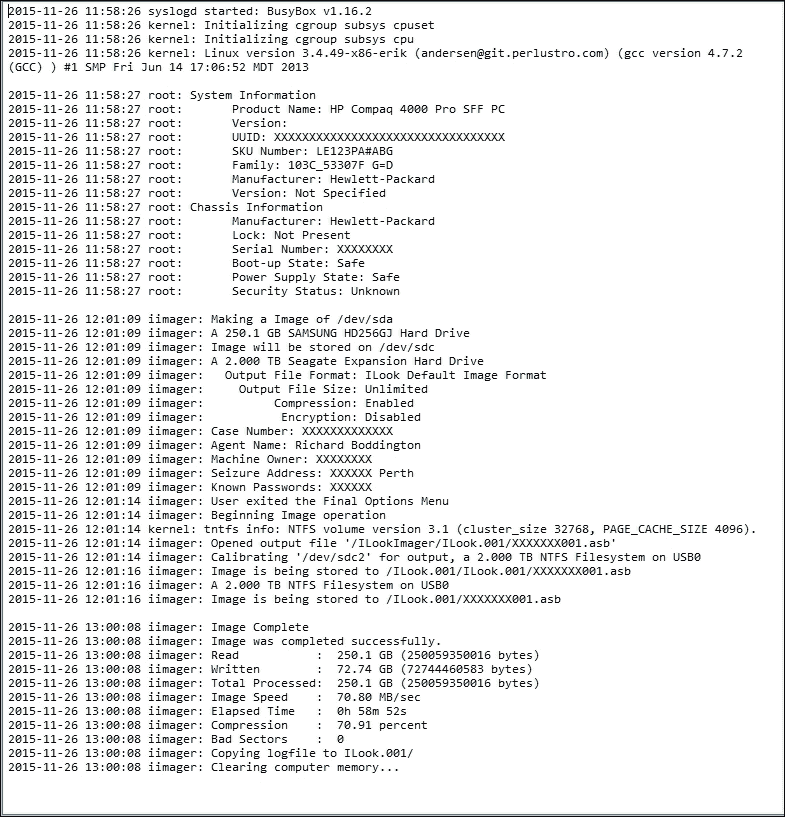 2015-11-26 11:58:26 syslogd started: BusyBox v1.16.2
2015-11-26 11:58:26 kernel: Initializing cgroup subsys cpuset
2015-11-26 11:58:26 kernel: Initializing cgroup subsys cpu
2015-11-26 11:58:26 kernel: Linux version 3.4.49-x86-erik (andersen@git.perlustro.com) (gcc version 4.7.2
(GCC) ) #1 SMP Fri Jun 14 17:06:52 MDT 2013

2015-11-26 11:58:27 root: System Information
2015-11-26 11:58:27 root:       Product Name: HP Compaq 4000 Pro SFF PC
2015-11-26 11:58:27 root:       Version:
2015-11-26 11:58:27 root:       UUID: XXXXXXXXXXXXXXXXXXXXXXXXXXXXXXXXX
2015-11-26 11:58:27 root:       SKU Number: LE123PA#ABG
2015-11-26 11:58:27 root:       Family: 103C_53307F G=D
2015-11-26 11:58:27 root:       Manufacturer: Hewlett-Packard
2015-11-26 11:58:27 root:       Version: Not Specified
2015-11-26 11:58:27 root: Chassis Information
2015-11-26 11:58:27 root:       Manufacturer: Hewlett-Packard
2015-11-26 11:58:27 root:       Lock: Not Present
2015-11-26 11:58:27 root:       Serial Number: XXXXXXXX
2015-11-26 11:58:27 root:       Boot-up State: Safe
2015-11-26 11:58:27 root:       Power Supply State: Safe
2015-11-26 11:58:27 root:       Security Status: Unknown

2015-11-26 12:01:09 iimager: Making a Image of /dev/sda
2015-11-26 12:01:09 iimager: A 250.1 GB SAMSUNG HD256GJ Hard Drive
2015-11-26 12:01:09 iimager: Image will be stored on /dev/sdc
2015-11-26 12:01:09 iimager: A 2.000 TB Seagate Expansion Hard Drive
2015-11-26 12:01:09 iimager:   Output File Format: ILook Default Image Format
2015-11-26 12:01:09 iimager:     Output File Size: Unlimited
2015-11-26 12:01:09 iimager:          Compression: Enabled
2015-11-26 12:01:09 iimager:           Encryption: Disabled
2015-11-26 12:01:09 iimager: Case Number: XXXXXXXXXXXXX
2015-11-26 12:01:09 iimager: Agent Name: Richard Boddington
2015-11-26 12:01:09 iimager: Machine Owner: XXXXXXXX
2015-11-26 12:01:09 iimager: Seizure Address: XXXXXX Perth
2015-11-26 12:01:09 iimager: Known Passwords: XXXXXX
2015-11-26 12:01:14 iimager: User exited the Final Options Menu
2015-11-26 12:01:14 iimager: Beginning Image operation
2015-11-26 12:01:14 kernel: tntfs info: NTFS volume version 3.1 (cluster_size 32768, PAGE_CACHE_SIZE 4096).
2015-11-26 12:01:14 iimager: Opened output file '/ILookImager/ILook.001/XXXXXXX001.asb'
2015-11-26 12:01:14 iimager: Calibrating '/dev/sdc2' for output, a 2.000 TB NTFS Filesystem on USB0
2015-11-26 12:01:16 iimager: Image is being stored to /ILook.001/ILook.001/XXXXXXX001.asb
2015-11-26 12:01:16 iimager: A 2.000 TB NTFS Filesystem on USB0
2015-11-26 12:01:16 iimager: Image is being stored to /ILook.001/XXXXXXX001.asb

2015-11-26 13:00:08 iimager: Image Complete
2015-11-26 13:00:08 iimager: Image was completed successfully.
2015-11-26 13:00:08 iimager: Read           :  250.1 GB (250059350016 bytes)
2015-11-26 13:00:08 iimager: Written        :  72.74 GB (72744460583 bytes)
2015-11-26 13:00:08 iimager: Total Processed:  250.1 GB (250059350016 bytes)
2015-11-26 13:00:08 iimager: Image Speed    :  70.80 MB/sec
2015-11-26 13:00:08 iimager: Elapsed Time   :  0h 58m 52s
2015-11-26 13:00:08 iimager: Compression    :  70.91 percent
2015-11-26 13:00:08 iimager: Bad Sectors    :  0
2015-11-26 13:00:08 iimager: Copying logfile to ILook.001/
2015-11-26 13:00:08 iimager: Clearing computer memory...